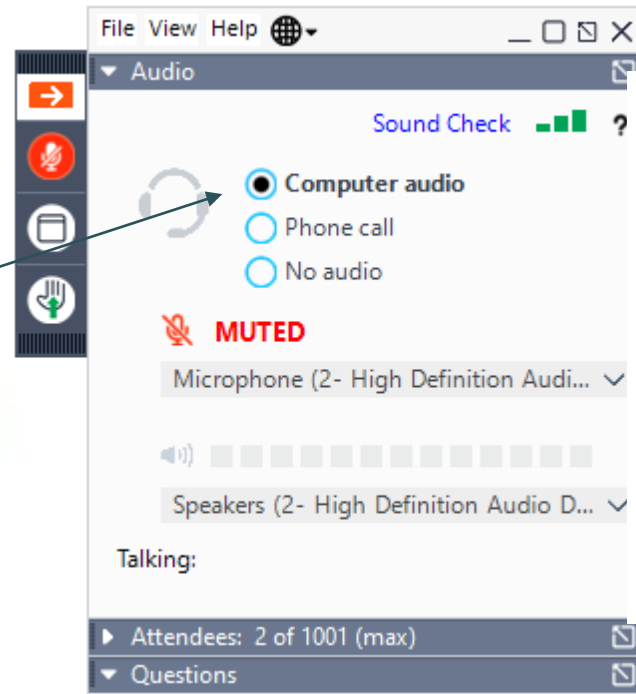 File View Help
Audio
Sound Check ?
Computer audio
Phone call
No audio
MUTED
Microphone (2- High Definition Audi...
Speakers (2- High Definition Audio D...
Talking:
Attendees: 2 of 1001 (max)
Questions